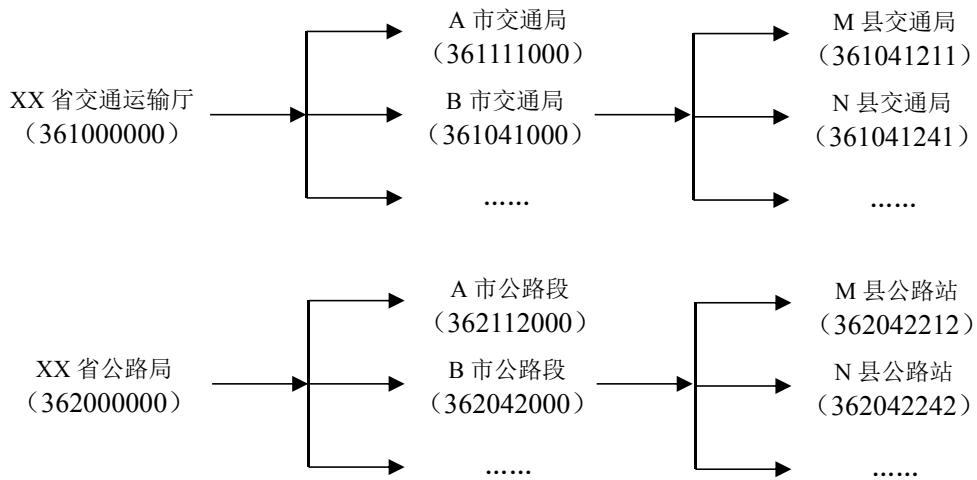 A 市交通局
（361111000）
M 县交通局
（361041211）
XX 省交通运输厅
（361000000）
B 市交通局
（361041000）
N 县交通局
（361041241）
……
……
A 市公路段
（362112000）
M 县公路站
（362042212）
XX 省公路局
（362000000）
B 市公路段
（362042000）
N 县公路站
（362042242）
……
……